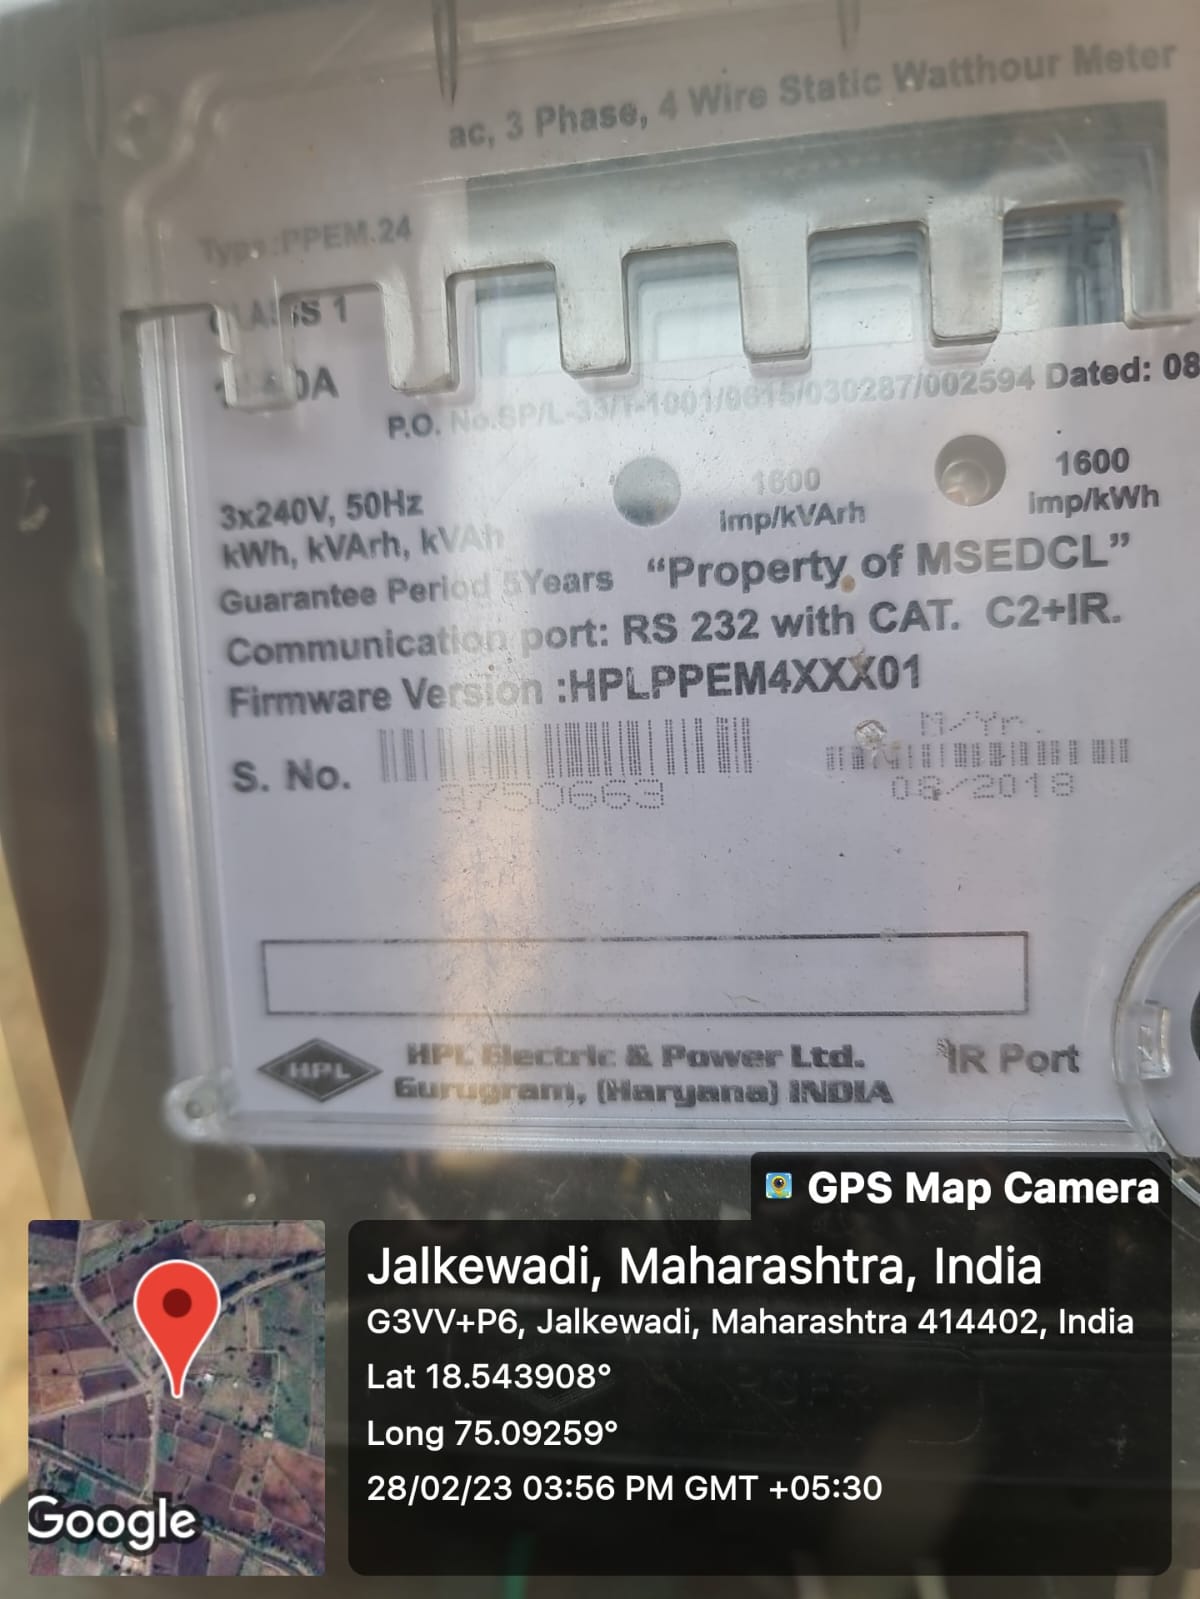 ac, 3 Phase, 4 Wire Static Watthour Meter
Type :PPEM.24
CLASS 1
P.O. No.SP/L-33/T-1001/0615/030287/002594 Dated: 08
1600
imp/kVArh
1600
imp/kWh
3x240V, 50Hz
kWh, kVArh, kVAh
Guarantee Period 5Years "Property of MSEDCL"
Communication port: RS 232 with CAT. C2+IR.
Firmware Version :HPLPPEM4XXX01
S. No.
3750663
M/Yr.
08/2018
HPL
HPL Electric & Power Ltd.
Gurugram, (Haryana) INDIA
IR Port
GPS Map Camera
Jalkewadi, Maharashtra, India
G3VV+P6, Jalkewadi, Maharashtra 414402, India
Lat 18.543908°
Long 75.09259°
28/02/23 03:56 PM GMT +05:30
Google